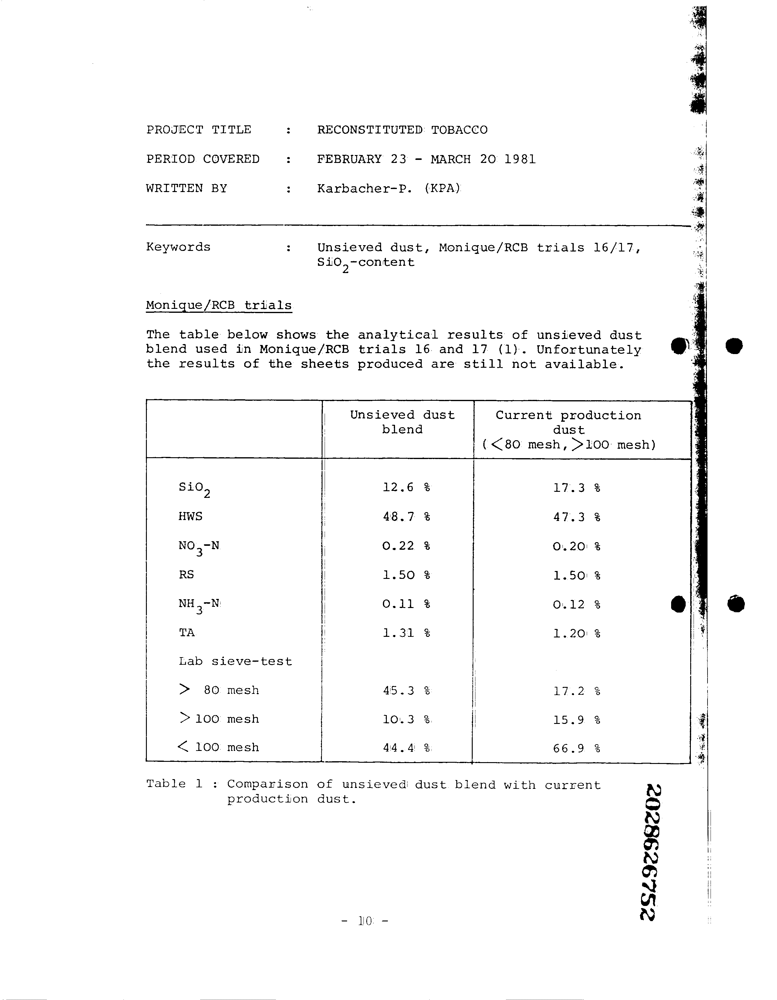 PROJECT TITLE : RECONSTITUTED TOBACCO
PERIOD COVERED : FEBRUARY 23 - MARCH 20 1981
WRITTEN BY : Karbacher-P. (KPA)
Keywords : Unsieved dust, Monique/RCB trials 16/17,
SiO2-content
Monique/RCB trials
The table below shows the analytical results of unsieved dust
blend used in Monique/RCB trials 16 and 17 (1). Unfortunately
the results of the sheets produced are still not available.
Unsieved dust Current production
blend dust
(<80 mesh, >100 mesh)
SiO2 12.6 % 17.3 %
HWS 48.7 % 47.3 %
NO3-N 0.22 % 0.20 %
RS 1.50 % 1.50 %
NH3-N 0.11 % 0.12 %
TA 1.31 % 1.20 %
Lab sieve-test
> 80 mesh 45.3 % 17.2 %
> 100 mesh 10.3 % 15.9 %
< 100 mesh 44.4 % 66.9 %
Table 1 : Comparison of unsieved dust blend with current
production dust.
2028626752
- 10 -